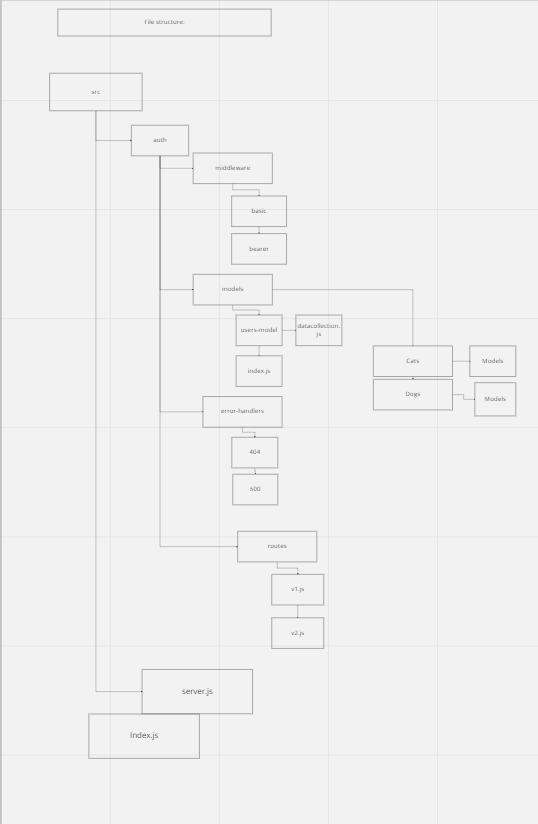 File structure:
src
auth
middleware
basic
bearer
models
users-model
datacollection.
js
index.js
Cats
Models
Dogs
Models
error-handlers
404
500
routes
v1.js
v2.js
server.js
Index.js